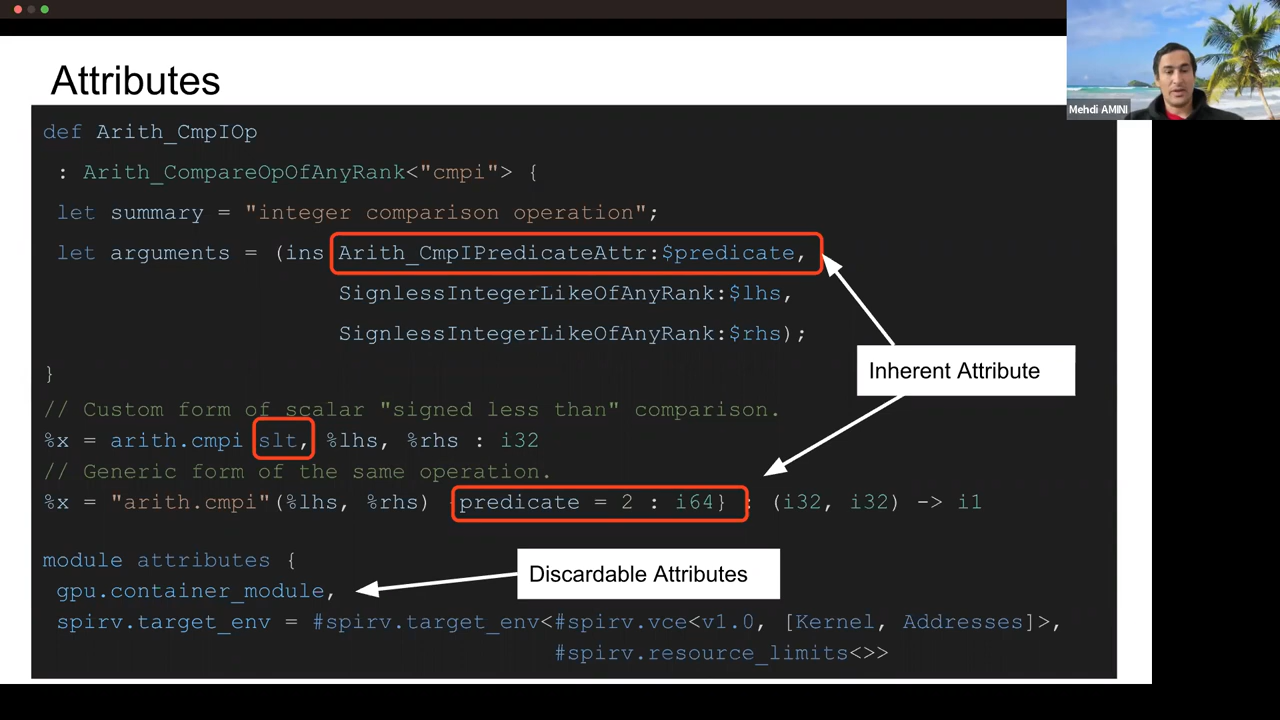 Attributes
Mehdi AMINI
def Arith_CmpIOp
: Arith_CompareOpOfAnyRank<"cmpi"> {
let summary = "integer comparison operation";
let arguments = (ins Arith_CmpIPredicateAttr:$predicate,
SignlessIntegerLikeOfAnyRank:$lhs,
SignlessIntegerLikeOfAnyRank:$rhs);
Inherent Attribute
}
// Custom form of scalar "signed less than" comparison.
%x = arith.cmpi slt, %lhs, %rhs : i32
// Generic form of the same operation.
%x = "arith.cmpi"(%lhs, %rhs) predicate = 2 : i64} : (i32, i32) -> i1
module attributes {
Discardable Attributes
gpu.container_module,
spirv.target_env = #spirv.target_env<#spirv.vce<v1.0, [Kernel, Addresses]>,
#spirv.resource_limits<>>